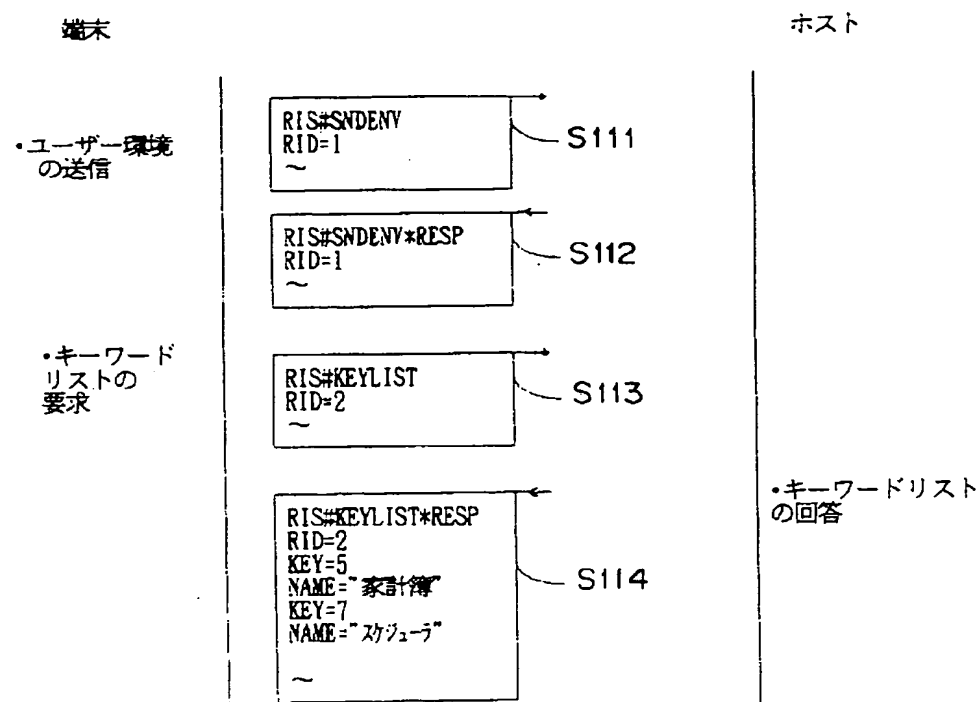 端末
ホスト
・ユーザー環境
の送信
RIS#SNDENV
RID=1
~
S111
RIS#SNDENV*RESP
RID=1
~
S112
・キーワード
リストの
要求
RIS#KEYLIST
RID=2
~
S113
RIS#KEYLIST*RESP
RID=2
KEY=5
NAME="家計簿"
KEY=7
NAME="スケジューラ"
~
S114
・キーワードリスト
の回答